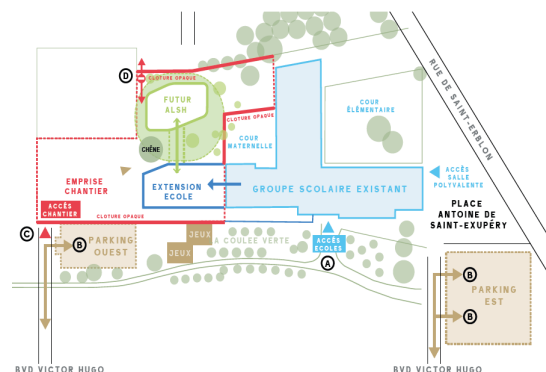 D
CLOTURE OPAQUE
FUTUR
ALSH
CLOTURE OPAQUE
CHÊNE
COUR
MATERNELLE
COUR
ÉLÉMENTAIRE
RUE DE SAINT-ERBLON
EMPRISE
CHANTIER
EXTENSION
ECOLE
GROUPE SCOLAIRE EXISTANT
ACCÈS
SALLE
POLYVALENTE
ACCÈS
CHANTIER
CLOTURE OPAQUE
PLACE
ANTOINE DE
SAINT-EXUPÉRY
C
B
PARKING
OUEST
JEUX
JEUX
LA COULEE VERTE
ACCÈS
ECOLES
A
B
PARKING
EST
B
BVD VICTOR HUGO
BVD VICTOR HUGO